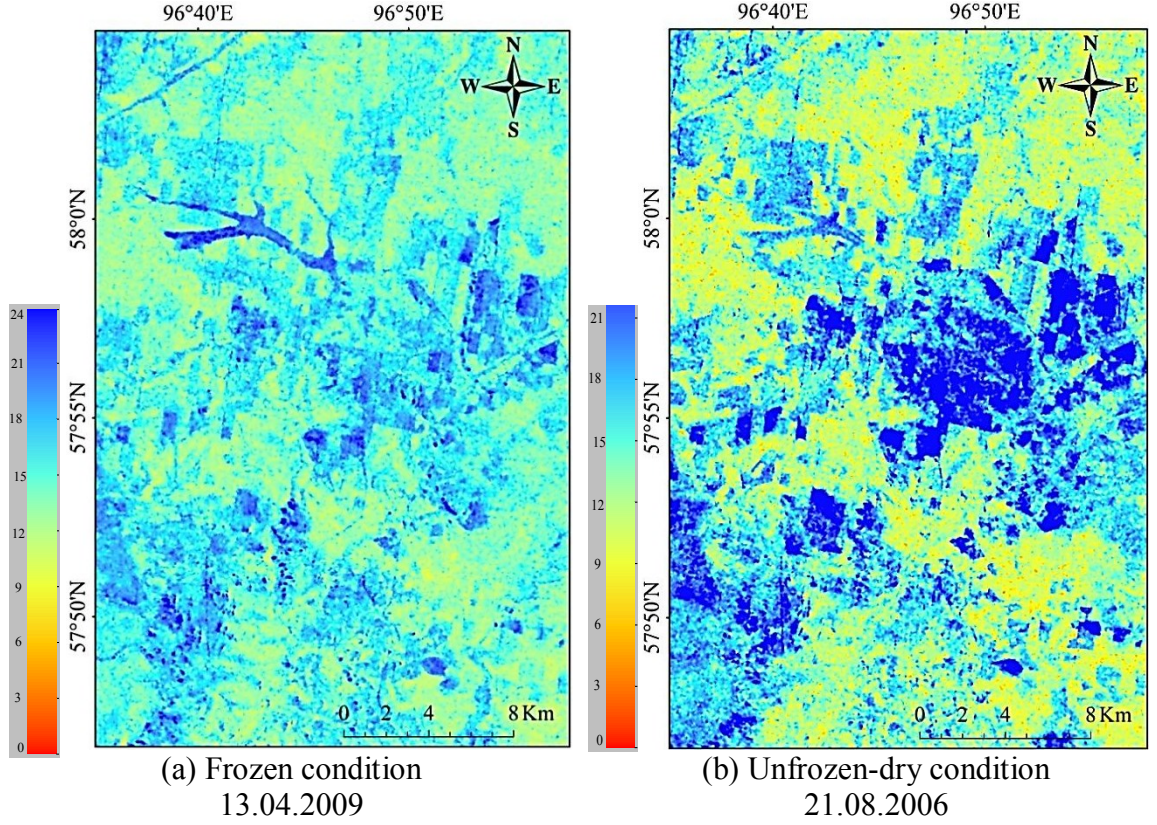 96°40'E 96°50'E 96°40'E 96°50'E
N
W E
S
N
W E
S
58°0'N
58°0'N
24
21
18
15
12
9
6
3
0
21
18
15
12
9
6
3
0
57°55'N
57°55'N
57°50'N
57°50'N
0 2 4 8 Km
0 2 4 8 Km
(a) Frozen condition
13.04.2009
(b) Unfrozen-dry condition
21.08.2006